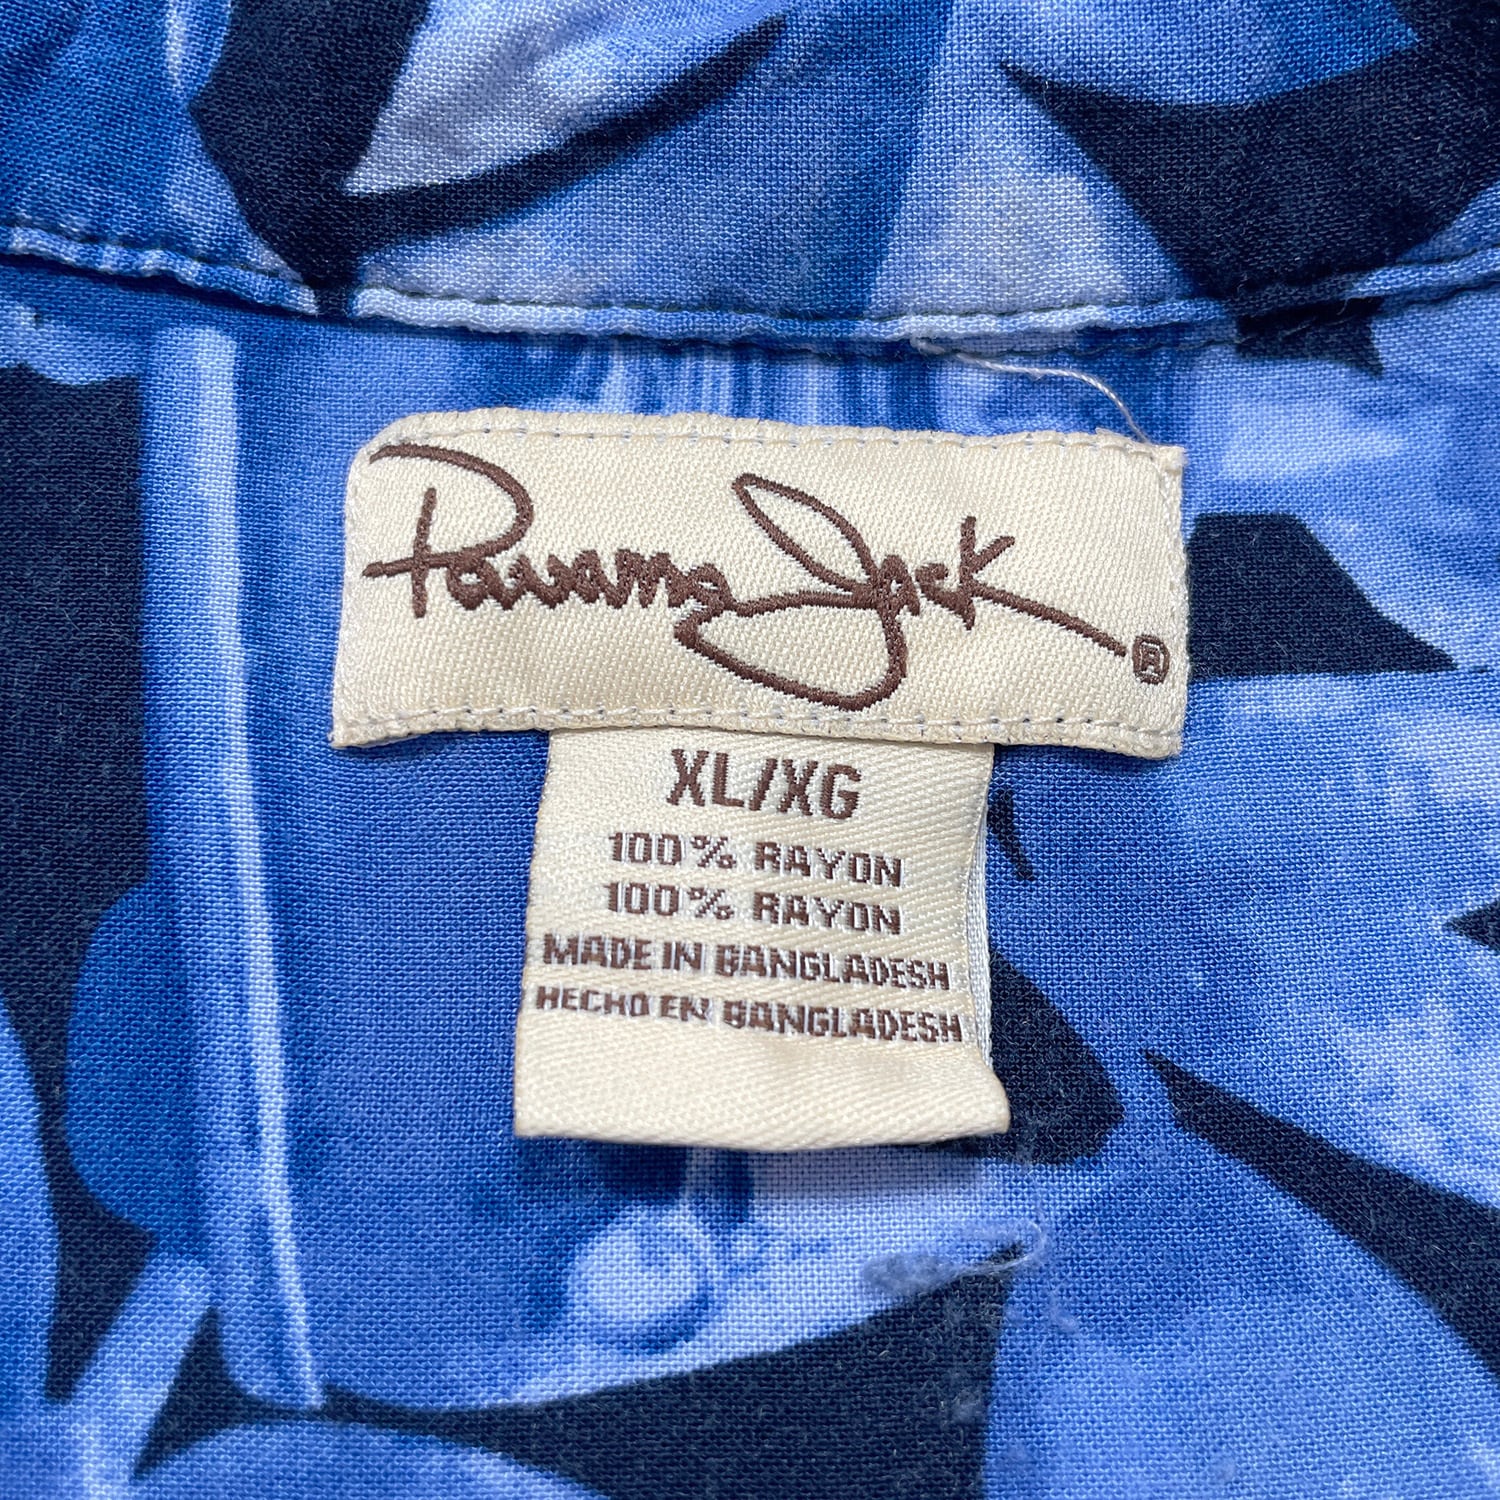 Panama Jack®
XL/XG
100% RAYON
100% RAYON
MADE IN BANGLADESH
HECHO EN BANGLADESH